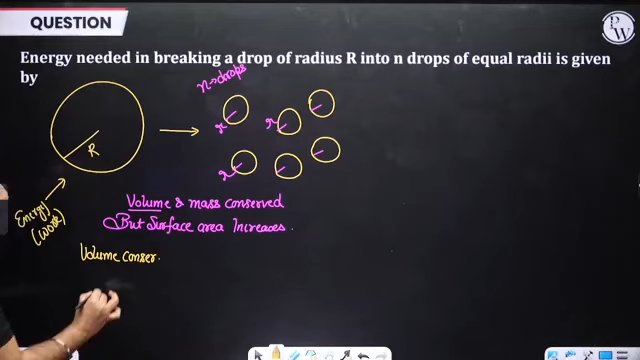 QUESTION
PW
Energy needed in breaking a drop of radius R into n drops of equal radii is given
by
n → drops
R
r
r
r
Energy
(Work)
Volume & mass conserved
But Surface area Increases.
Volume conser.